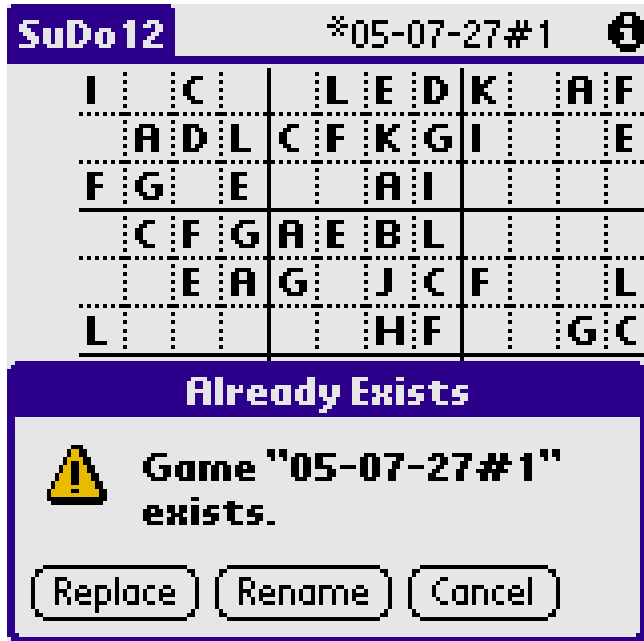 SuDo12 *05-07-27#1 i
I C L E D K A F
A D L C F K G I E
F G E A I
C F G A E B L
E A G J C F L
L H F G C
Already Exists
! Game "05-07-27#1"
exists.
Replace Rename Cancel